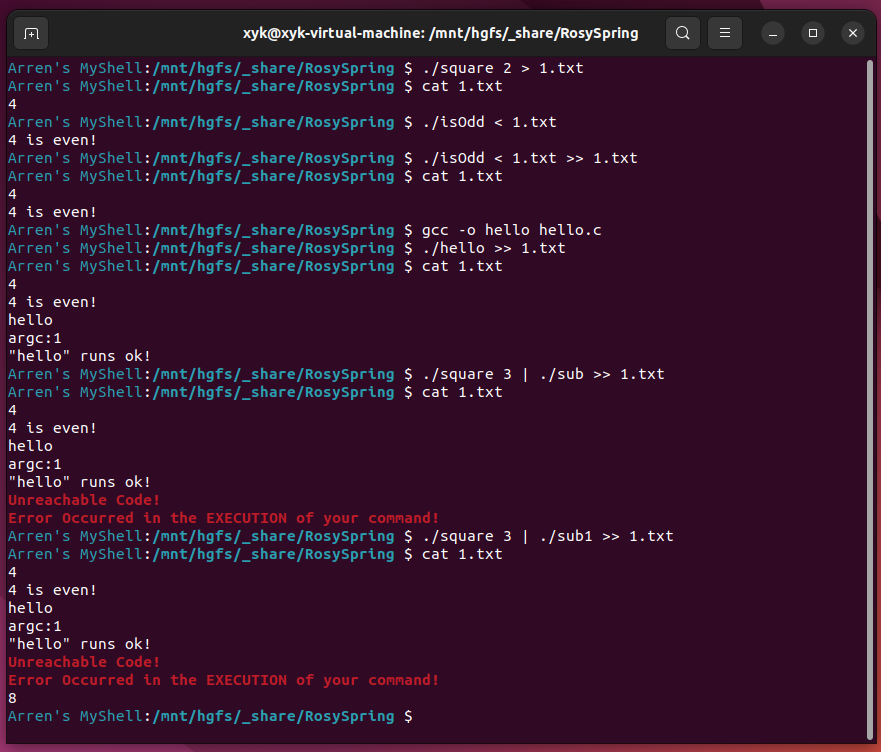 xyk@xyk-virtual-machine: /mnt/hgfs/_share/RosySpring
Arren's MyShell:/mnt/hgfs/_share/RosySpring $ ./square 2 > 1.txt
Arren's MyShell:/mnt/hgfs/_share/RosySpring $ cat 1.txt
4
Arren's MyShell:/mnt/hgfs/_share/RosySpring $ ./isOdd < 1.txt
4 is even!
Arren's MyShell:/mnt/hgfs/_share/RosySpring $ ./isOdd < 1.txt >> 1.txt
Arren's MyShell:/mnt/hgfs/_share/RosySpring $ cat 1.txt
4
4 is even!
Arren's MyShell:/mnt/hgfs/_share/RosySpring $ gcc -o hello hello.c
Arren's MyShell:/mnt/hgfs/_share/RosySpring $ ./hello >> 1.txt
Arren's MyShell:/mnt/hgfs/_share/RosySpring $ cat 1.txt
4
4 is even!
hello
argc:1
"hello" runs ok!
Arren's MyShell:/mnt/hgfs/_share/RosySpring $ ./square 3 | ./sub >> 1.txt
Arren's MyShell:/mnt/hgfs/_share/RosySpring $ cat 1.txt
4
4 is even!
hello
argc:1
"hello" runs ok!
Unreachable Code!
Error Occurred in the EXECUTION of your command!
Arren's MyShell:/mnt/hgfs/_share/RosySpring $ ./square 3 | ./sub1 >> 1.txt
Arren's MyShell:/mnt/hgfs/_share/RosySpring $ cat 1.txt
4
4 is even!
hello
argc:1
"hello" runs ok!
Unreachable Code!
Error Occurred in the EXECUTION of your command!
8
Arren's MyShell:/mnt/hgfs/_share/RosySpring $